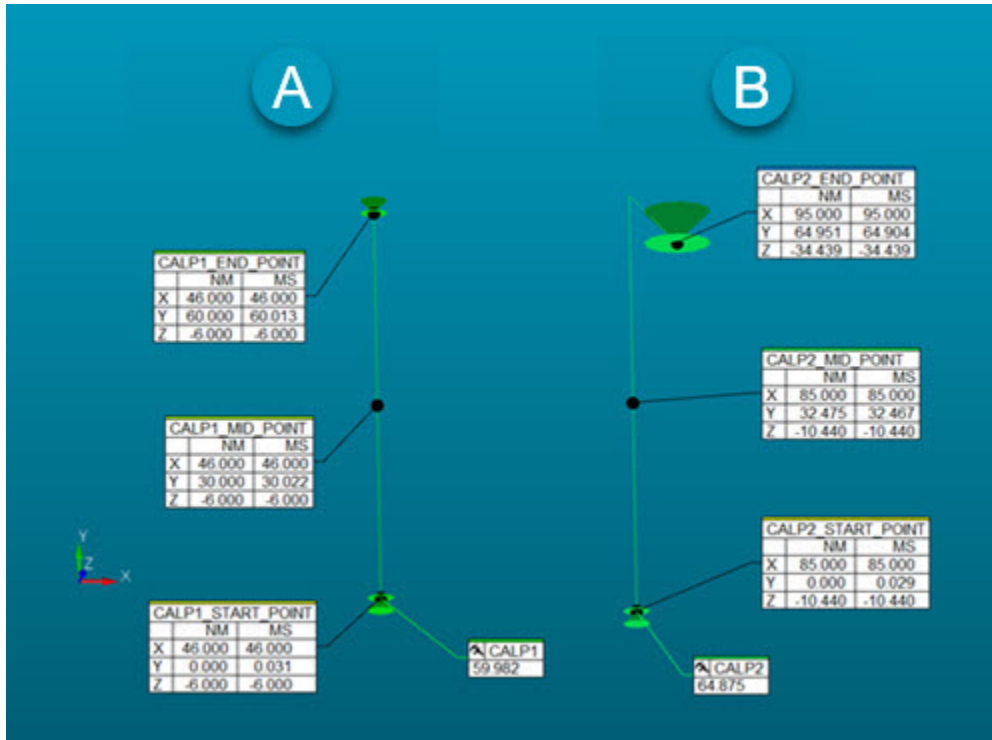 A
B
CALP2_END_POINT
NM MS
X 95.000 95.000
Y 64.951 64.904
Z -34.439 -34.439
CALP1_END_POINT
NM MS
X 46.000 46.000
Y 60.000 60.013
Z -6.000 -6.000
CALP2_MID_POINT
NM MS
X 85.000 85.000
Y 32.475 32.467
Z -10.440 -10.440
CALP1_MID_POINT
NM MS
X 46.000 46.000
Y 30.000 30.022
Z -6.000 -6.000
CALP2_START_POINT
NM MS
X 85.000 85.000
Y 0.000 0.029
Z -10.440 -10.440
Y
Z
X
CALP1_START_POINT
NM MS
X 46.000 46.000
Y 0.000 0.031
Z -6.000 -6.000
CALP1
59.982
CALP2
64.875